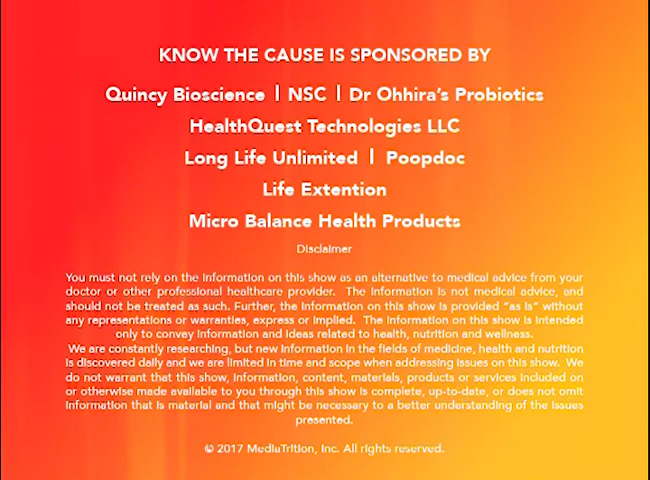 KNOW THE CAUSE IS SPONSORED BY
Quincy Bioscience | NSC | Dr Ohhira's Probiotics
HealthQuest Technologies LLC
Long Life Unlimited | Poopdoc
Life Extention
Micro Balance Health Products
Disclaimer
You must not rely on the information on this show as an alternative to medical advice from your
doctor or other professional healthcare provider. The information is not medical advice, and
should not be treated as such. Further, the information on this show is provided "as is" without
any representations or warranties, express or implied. The information on this show is intended
only to convey information and ideas related to health, nutrition and wellness.
We are constantly researching, but new information in the fields of medicine, health and nutrition
is discovered daily and we are limited in time and scope when addressing issues on this show. We
do not warrant that this show, information, content, materials, products or services included on
or otherwise made available to you through this show is complete, up-to-date, or does not omit
information that is material and that might be necessary to a better understanding of the issues
presented.
© 2017 MediaTrition, Inc. All rights reserved.